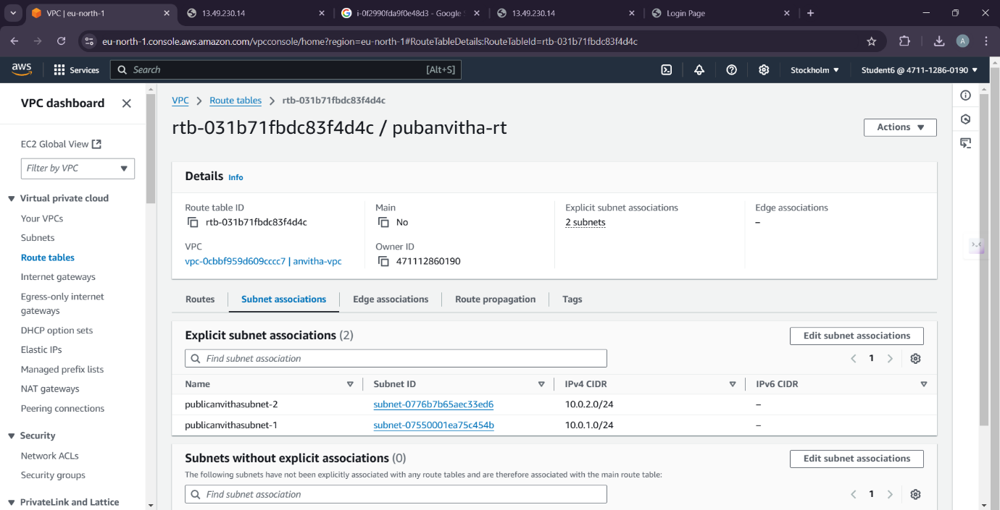 VPC | eu-north-1
13.49.230.14
i-0f2990fda9f0e48d3 - Google
13.49.230.14
Login Page
eu-north-1.console.aws.amazon.com/vpcconsole/home?region=eu-north-1#RouteTableDetails:RouteTableId=rtb-031b71fbdc83f4d4c
A
aws
Services
Search
[Alt+S]
Stockholm
Student6 @ 4711-1286-0190
VPC dashboard
EC2 Global View
Filter by VPC
Virtual private cloud
Your VPCs
Subnets
Route tables
Internet gateways
Egress-only internet
gateways
DHCP option sets
Elastic IPs
Managed prefix lists
NAT gateways
Peering connections
Security
Network ACLs
Security groups
PrivateLink and Lattice
VPC > Route tables > rtb-031b71fbdc83f4d4c
rtb-031b71fbdc83f4d4c / pubanvitha-rt
Actions
Details Info
Route table ID
rtb-031b71fbdc83f4d4c
Main
No
Explicit subnet associations
2 subnets
Edge associations
–
VPC
vpc-0cbbf959d609cccc7 | anvitha-vpc
Owner ID
471112860190
Routes
Subnet associations
Edge associations
Route propagation
Tags
Explicit subnet associations (2)
Edit subnet associations
Find subnet association
1
Name Subnet ID IPv4 CIDR IPv6 CIDR
publicanvithasubnet-2 subnet-0776b7b65aec33ed6 10.0.2.0/24 –
publicanvithasubnet-1 subnet-07550001ea75c454b 10.0.1.0/24 –
Subnets without explicit associations (0)
Edit subnet associations
The following subnets have not been explicitly associated with any route tables and are therefore associated with the main route table:
Find subnet association
1